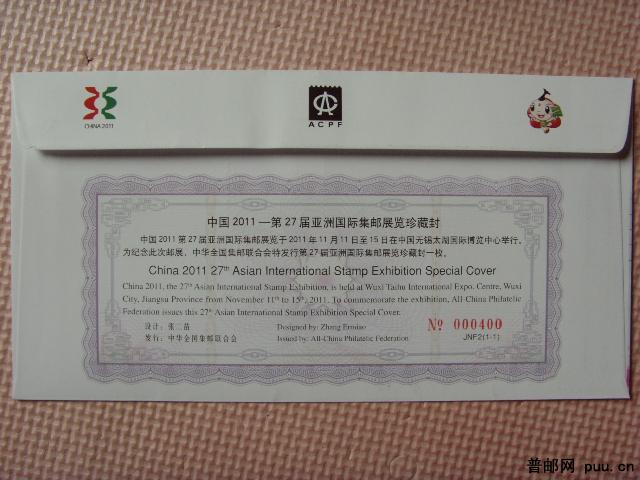 CHINA 2011
ACPF
中国 2011 — 第 27 届亚洲国际集邮展览珍藏封
中国 2011 第 27 届亚洲国际集邮展览于 2011 年 11 月 11 日至 15 日在中国无锡太湖国际博览中心举行。
为纪念此次邮展，中华全国集邮联合会特发行第 27 届亚洲国际集邮展览珍藏封一枚。
China 2011 27th Asian International Stamp Exhibition Special Cover
China 2011, the 27th Asian International Stamp Exhibition, is held at Wuxi Taihu International Expo. Centre, Wuxi
City, Jiangsu Province from November 11th to 15th, 2011. To commemorate the exhibition, All-China Philatelic
Federation issues this 27th Asian International Stamp Exhibition Special Cover.
设计：张二苗 Designed by: Zhang Ermiao
发行：中华全国集邮联合会 Issued by: All-China Philatelic Federation
№ 000400
JNF2(1-1)
普邮网 puu.cn